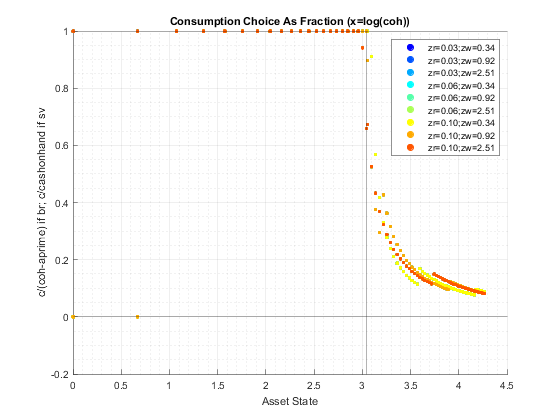 Consumption Choice As Fraction (x=log(coh))
c/(coh-aprime) if br; c/cashonhand if sv
1
0.8
0.6
0.4
0.2
0
-0.2
zr=0.03;zw=0.34
zr=0.03;zw=0.92
zr=0.03;zw=2.51
zr=0.06;zw=0.34
zr=0.06;zw=0.92
zr=0.06;zw=2.51
zr=0.10;zw=0.34
zr=0.10;zw=0.92
zr=0.10;zw=2.51
0 0.5 1 1.5 2 2.5 3 3.5 4 4.5
Asset State